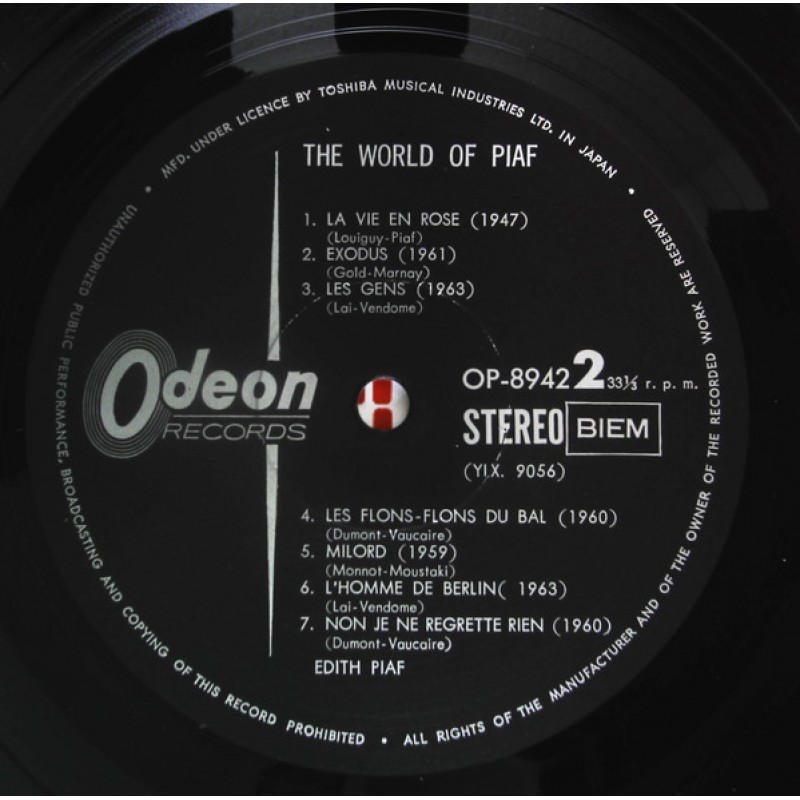 MFD. UNDER LICENCE BY TOSHIBA MUSICAL INDUSTRIES LTD. IN JAPAN •
THE WORLD OF PIAF
1. LA VIE EN ROSE (1947)
(Louiguy-Piaf)
2. EXODUS (1961)
(Gold-Marnay)
3. LES GENS (1963)
(Lai-Vendome)
Odeon
RECORDS
OP-8942 2 33⅓ r. p. m.
STEREO BIEM
(YIX. 9056)
4. LES FLONS-FLONS DU BAL (1960)
(Dumont-Vaucaire)
5. MILORD (1959)
(Monnot-Moustaki)
6. L'HOMME DE BERLIN( 1963)
(Lai-Vendome)
7. NON JE NE REGRETTE RIEN (1960)
(Dumont-Vaucaire)
EDITH PIAF
ALL RIGHTS OF THE MANUFACTURER AND OF THE OWNER OF THE RECORDED WORK ARE RESERVED •
UNAUTHORIZED PUBLIC PERFORMANCE, BROADCASTING AND COPYING OF THIS RECORD PROHIBITED •